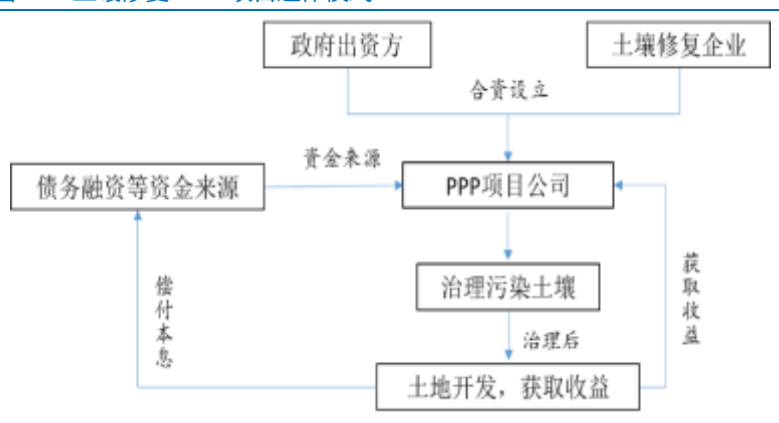 政府出资方
土壤修复企业
合资设立
资金来源
债务融资等资金来源
PPP项目公司
治理污染土壤
偿付本息
获取收益
治理后
土地开发，获取收益